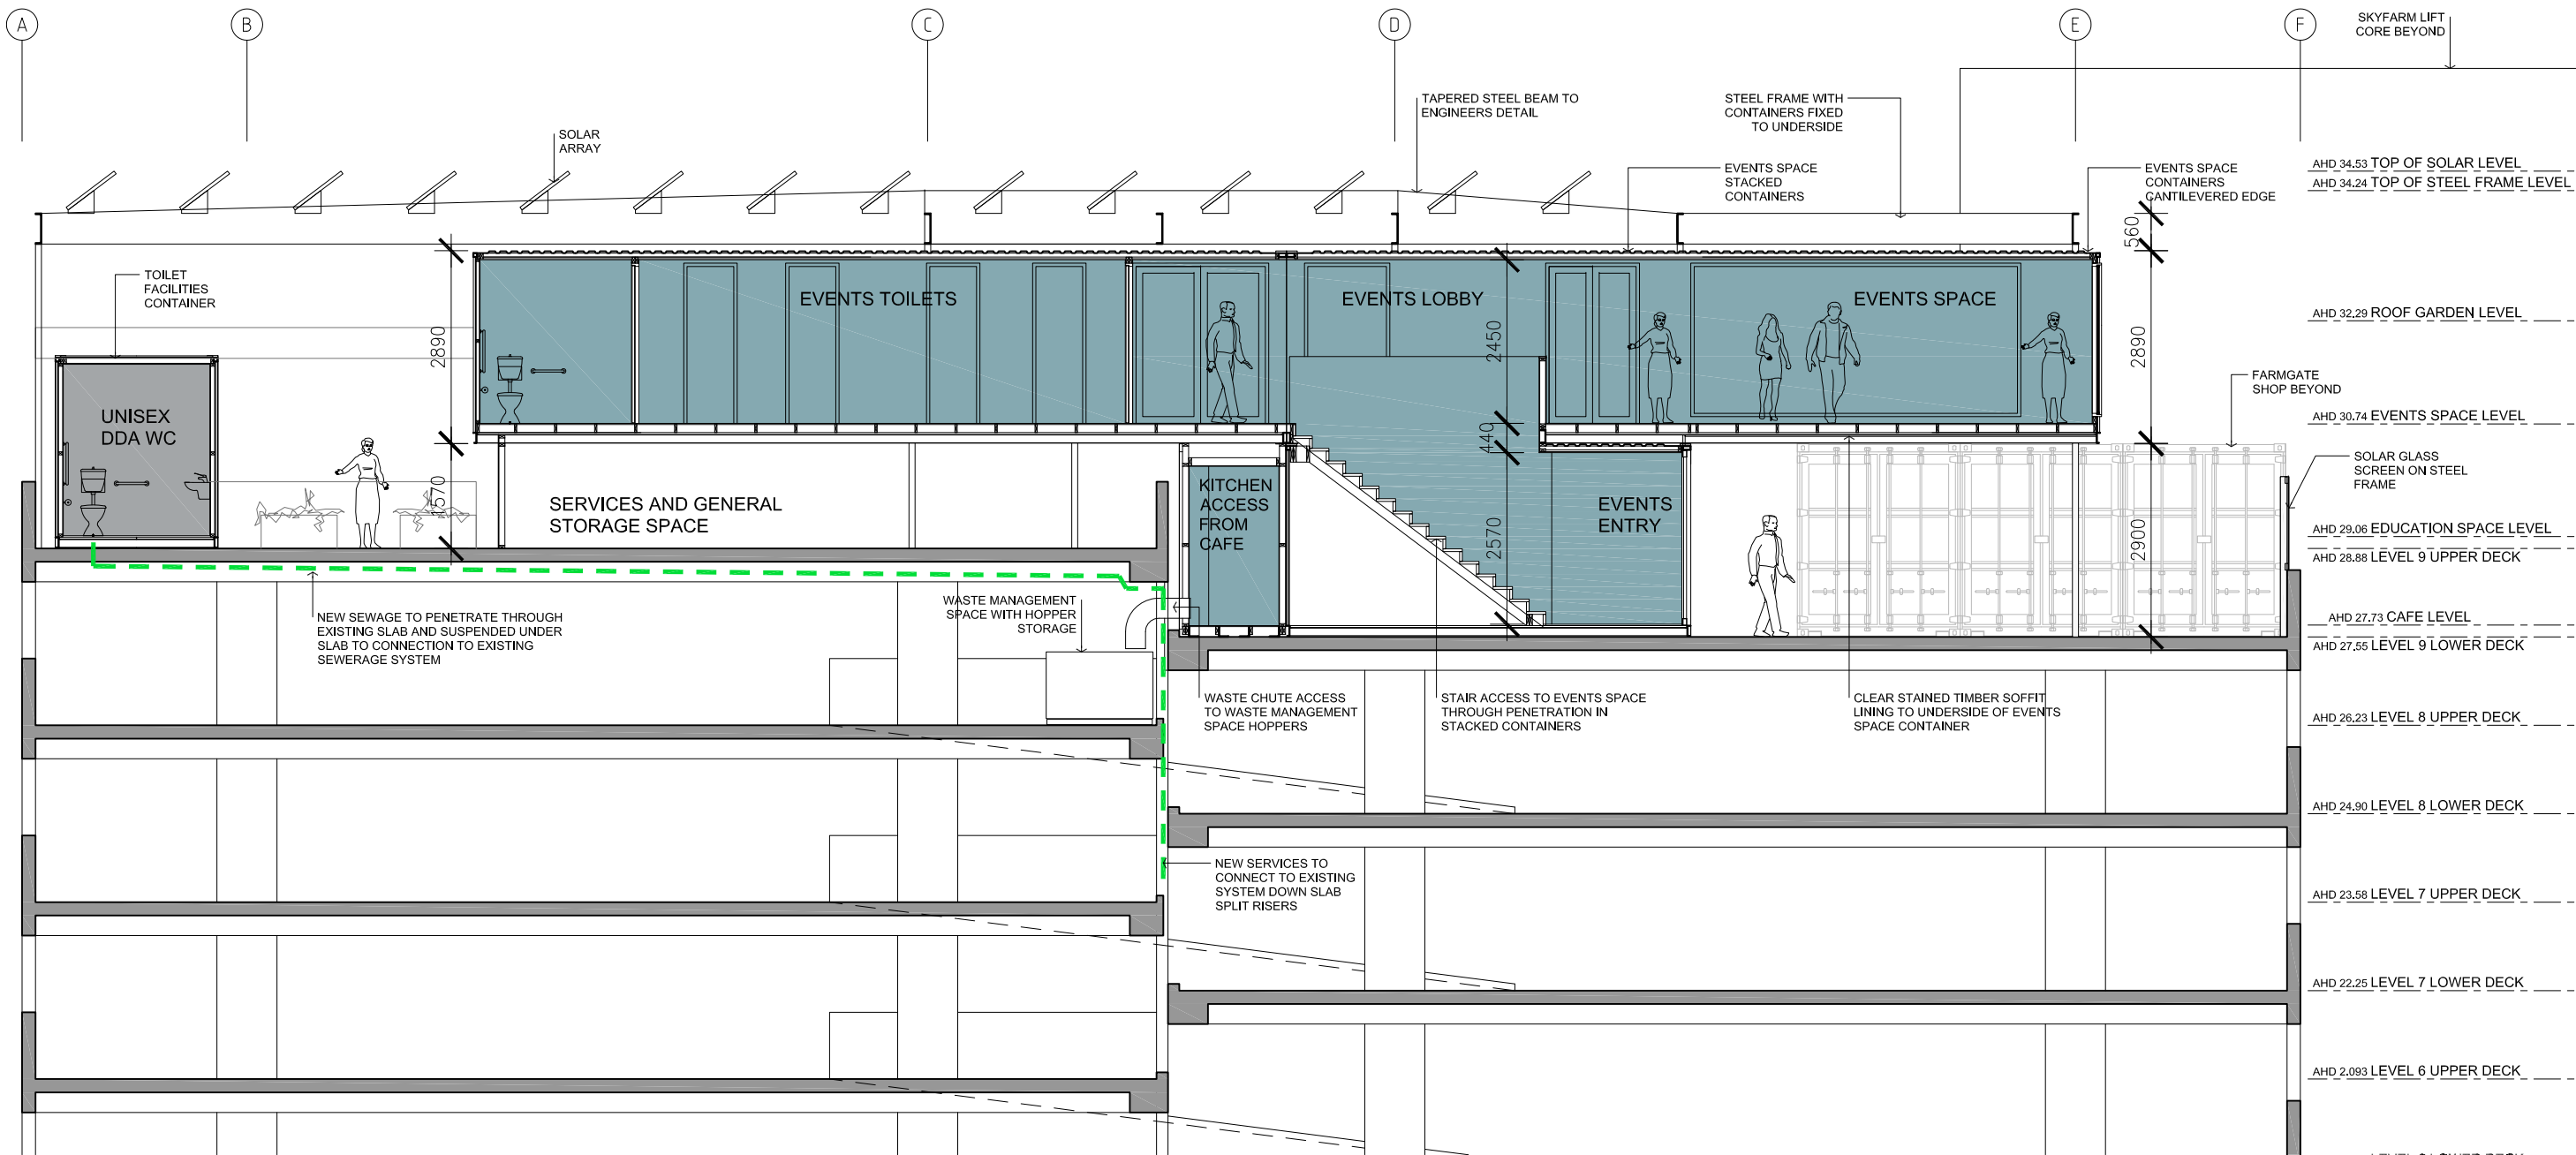 A
B
C
D
E
F
SKYFARM LIFT
CORE BEYOND
SOLAR
ARRAY
TAPERED STEEL BEAM TO
ENGINEERS DETAIL
STEEL FRAME WITH
CONTAINERS FIXED
TO UNDERSIDE
EVENTS SPACE
STACKED
CONTAINERS
EVENTS SPACE
CONTAINERS
CANTILEVERED EDGE
AHD 34.53 TOP OF SOLAR LEVEL
AHD 34.24 TOP OF STEEL FRAME LEVEL
560
TOILET
FACILITIES
CONTAINER
EVENTS TOILETS
EVENTS LOBBY
EVENTS SPACE
AHD 32.29 ROOF GARDEN LEVEL
2890
2450
2890
FARMGATE
SHOP BEYOND
UNISEX
DDA WC
AHD 30.74 EVENTS SPACE LEVEL
440
SOLAR GLASS
SCREEN ON STEEL
FRAME
1570
SERVICES AND GENERAL
STORAGE SPACE
KITCHEN
ACCESS
FROM
CAFE
2570
EVENTS
ENTRY
2900
AHD 29.06 EDUCATION SPACE LEVEL
AHD 28.88 LEVEL 9 UPPER DECK
NEW SEWAGE TO PENETRATE THROUGH
EXISTING SLAB AND SUSPENDED UNDER
SLAB TO CONNECTION TO EXISTING
SEWERAGE SYSTEM
WASTE MANAGEMENT
SPACE WITH HOPPER
STORAGE
AHD 27.73 CAFE LEVEL
AHD 27.55 LEVEL 9 LOWER DECK
WASTE CHUTE ACCESS
TO WASTE MANAGEMENT
SPACE HOPPERS
STAIR ACCESS TO EVENTS SPACE
THROUGH PENETRATION IN
STACKED CONTAINERS
CLEAR STAINED TIMBER SOFFIT
LINING TO UNDERSIDE OF EVENTS
SPACE CONTAINER
AHD 26.23 LEVEL 8 UPPER DECK
AHD 24.90 LEVEL 8 LOWER DECK
NEW SERVICES TO
CONNECT TO EXISTING
SYSTEM DOWN SLAB
SPLIT RISERS
AHD 23.58 LEVEL 7 UPPER DECK
AHD 22.25 LEVEL 7 LOWER DECK
AHD 2.093 LEVEL 6 UPPER DECK